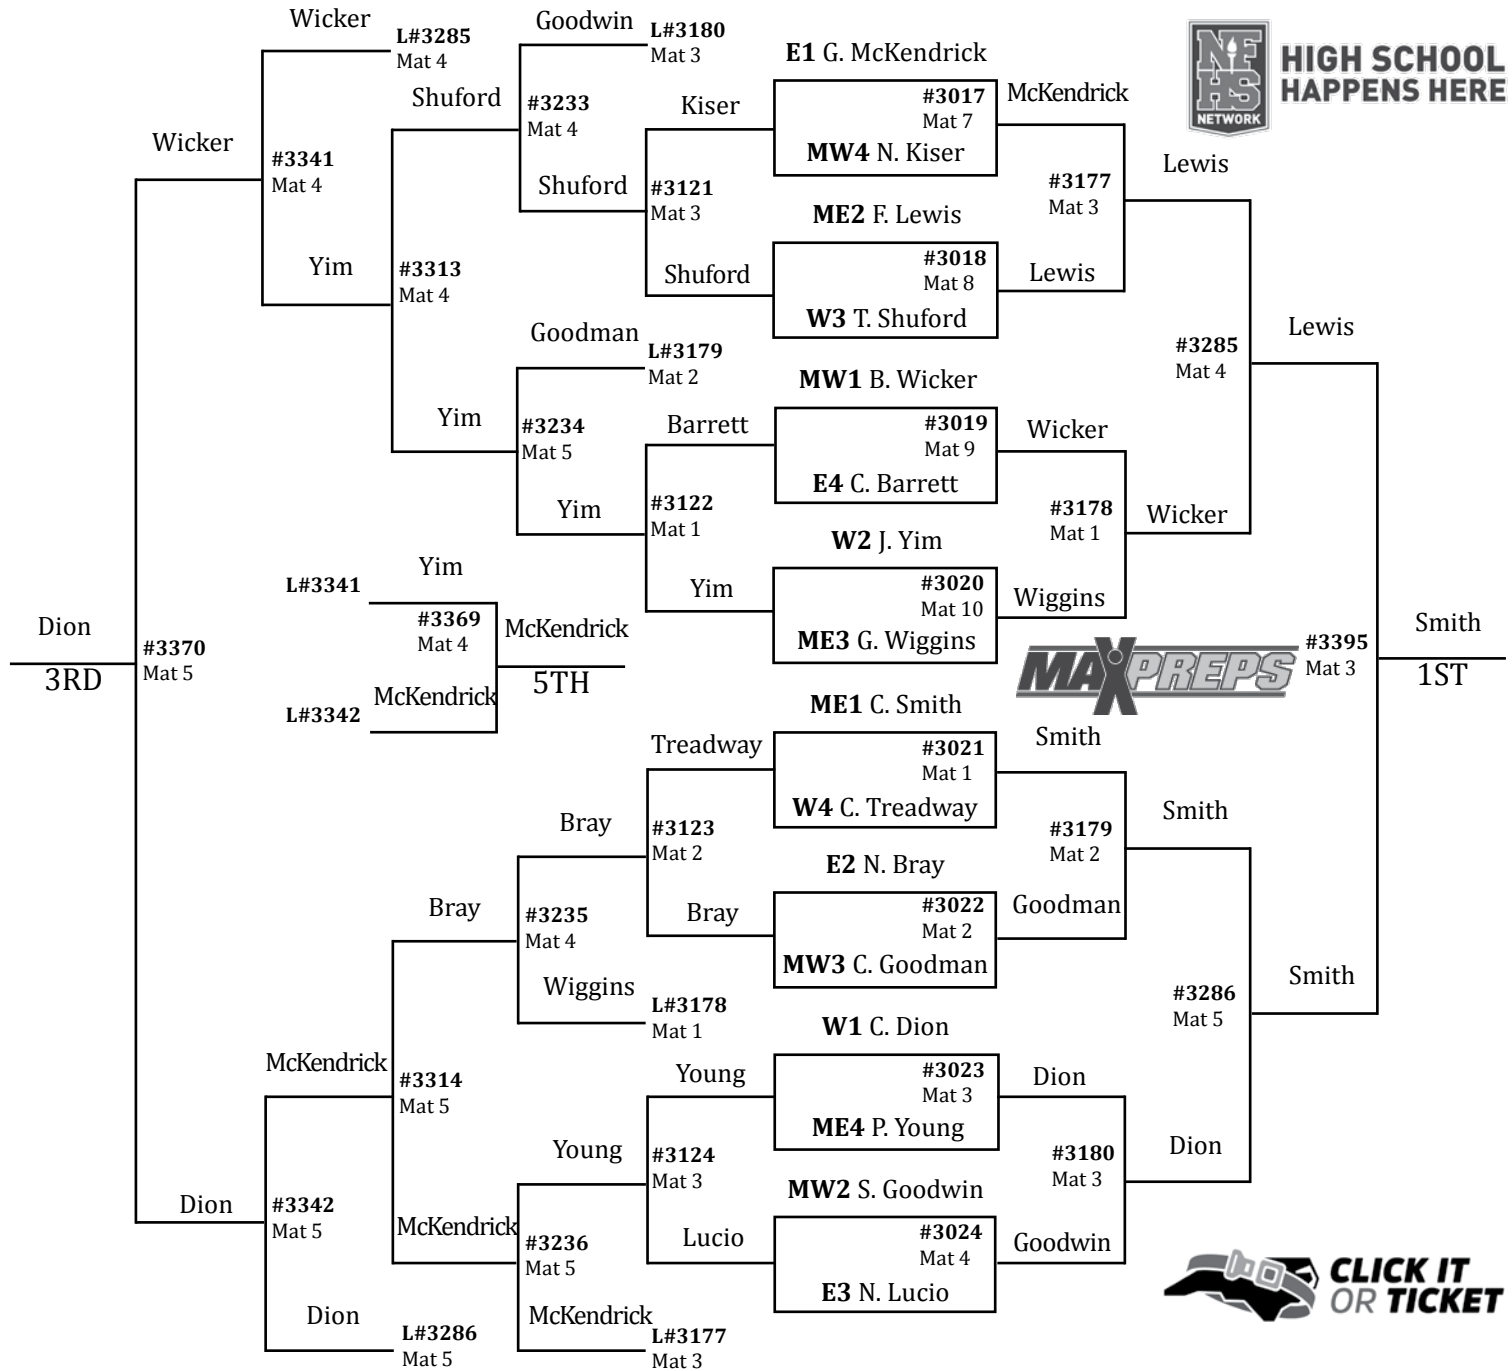 Wicker
L#3285
Mat 4
Goodwin
L#3180
Mat 3
E1 G. McKendrick
NFHS
NETWORK
HIGH SCHOOL
HAPPENS HERE
Shuford
#3233
Mat 4
Kiser
#3017
Mat 7
McKendrick
MW4 N. Kiser
Wicker
#3341
Mat 4
Shuford
#3121
Mat 3
#3177
Mat 3
Lewis
ME2 F. Lewis
Yim
#3313
Mat 4
Shuford
#3018
Mat 8
Lewis
W3 T. Shuford
Goodman
L#3179
Mat 2
#3285
Mat 4
Lewis
MW1 B. Wicker
Yim
#3234
Mat 5
Barrett
#3019
Mat 9
Wicker
E4 C. Barrett
Yim
#3122
Mat 1
#3178
Mat 1
Wicker
W2 J. Yim
L#3341
Yim
Yim
#3020
Mat 10
Wiggins
ME3 G. Wiggins
Dion
3RD
#3370
Mat 5
#3369
Mat 4
McKendrick
5TH
MAXPREPS
#3395
Mat 3
Smith
1ST
L#3342
McKendrick
ME1 C. Smith
Treadway
#3021
Mat 1
Smith
W4 C. Treadway
Bray
#3123
Mat 2
#3179
Mat 2
Smith
E2 N. Bray
Bray
#3235
Mat 4
Bray
#3022
Mat 2
Goodman
MW3 C. Goodman
Wiggins
L#3178
Mat 1
#3286
Mat 5
Smith
W1 C. Dion
McKendrick
#3314
Mat 5
Young
#3023
Mat 3
Dion
ME4 P. Young
Young
#3124
Mat 3
#3180
Mat 3
Dion
MW2 S. Goodwin
Dion
#3342
Mat 5
McKendrick
#3236
Mat 5
Lucio
#3024
Mat 4
Goodwin
E3 N. Lucio
Dion
L#3286
Mat 5
McKendrick
L#3177
Mat 3
CLICK IT
OR TICKET